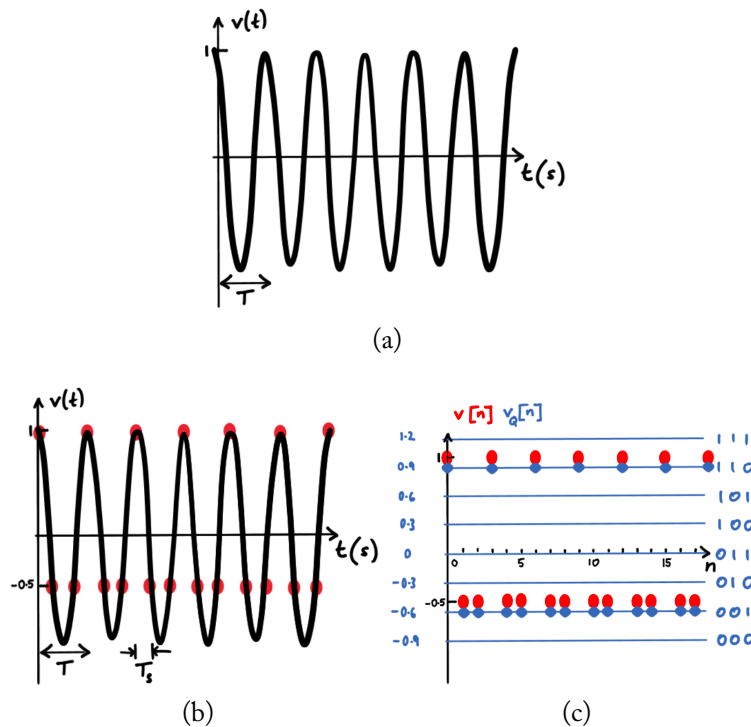 v(t)
1
t(s)
T
(a)
v(t)
1
t(s)
-0.5
T
Ts
(b)
v[n] vQ[n]
1.2 111
1
0.9 110
0.6 101
0.3 100
0 011
0 5 10 15 n
-0.3 010
-0.5
-0.6 001
-0.9 000
(c)